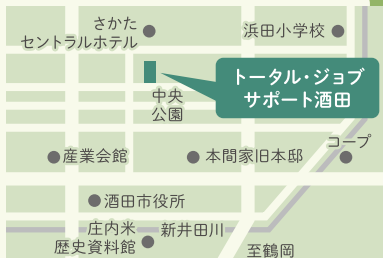 さかた
セントラルホテル
浜田小学校
トータル・ジョブ
サポート酒田
中央
公園
コープ
産業会館
本間家旧本邸
酒田市役所
庄内米
歴史資料館
新井田川
至鶴岡